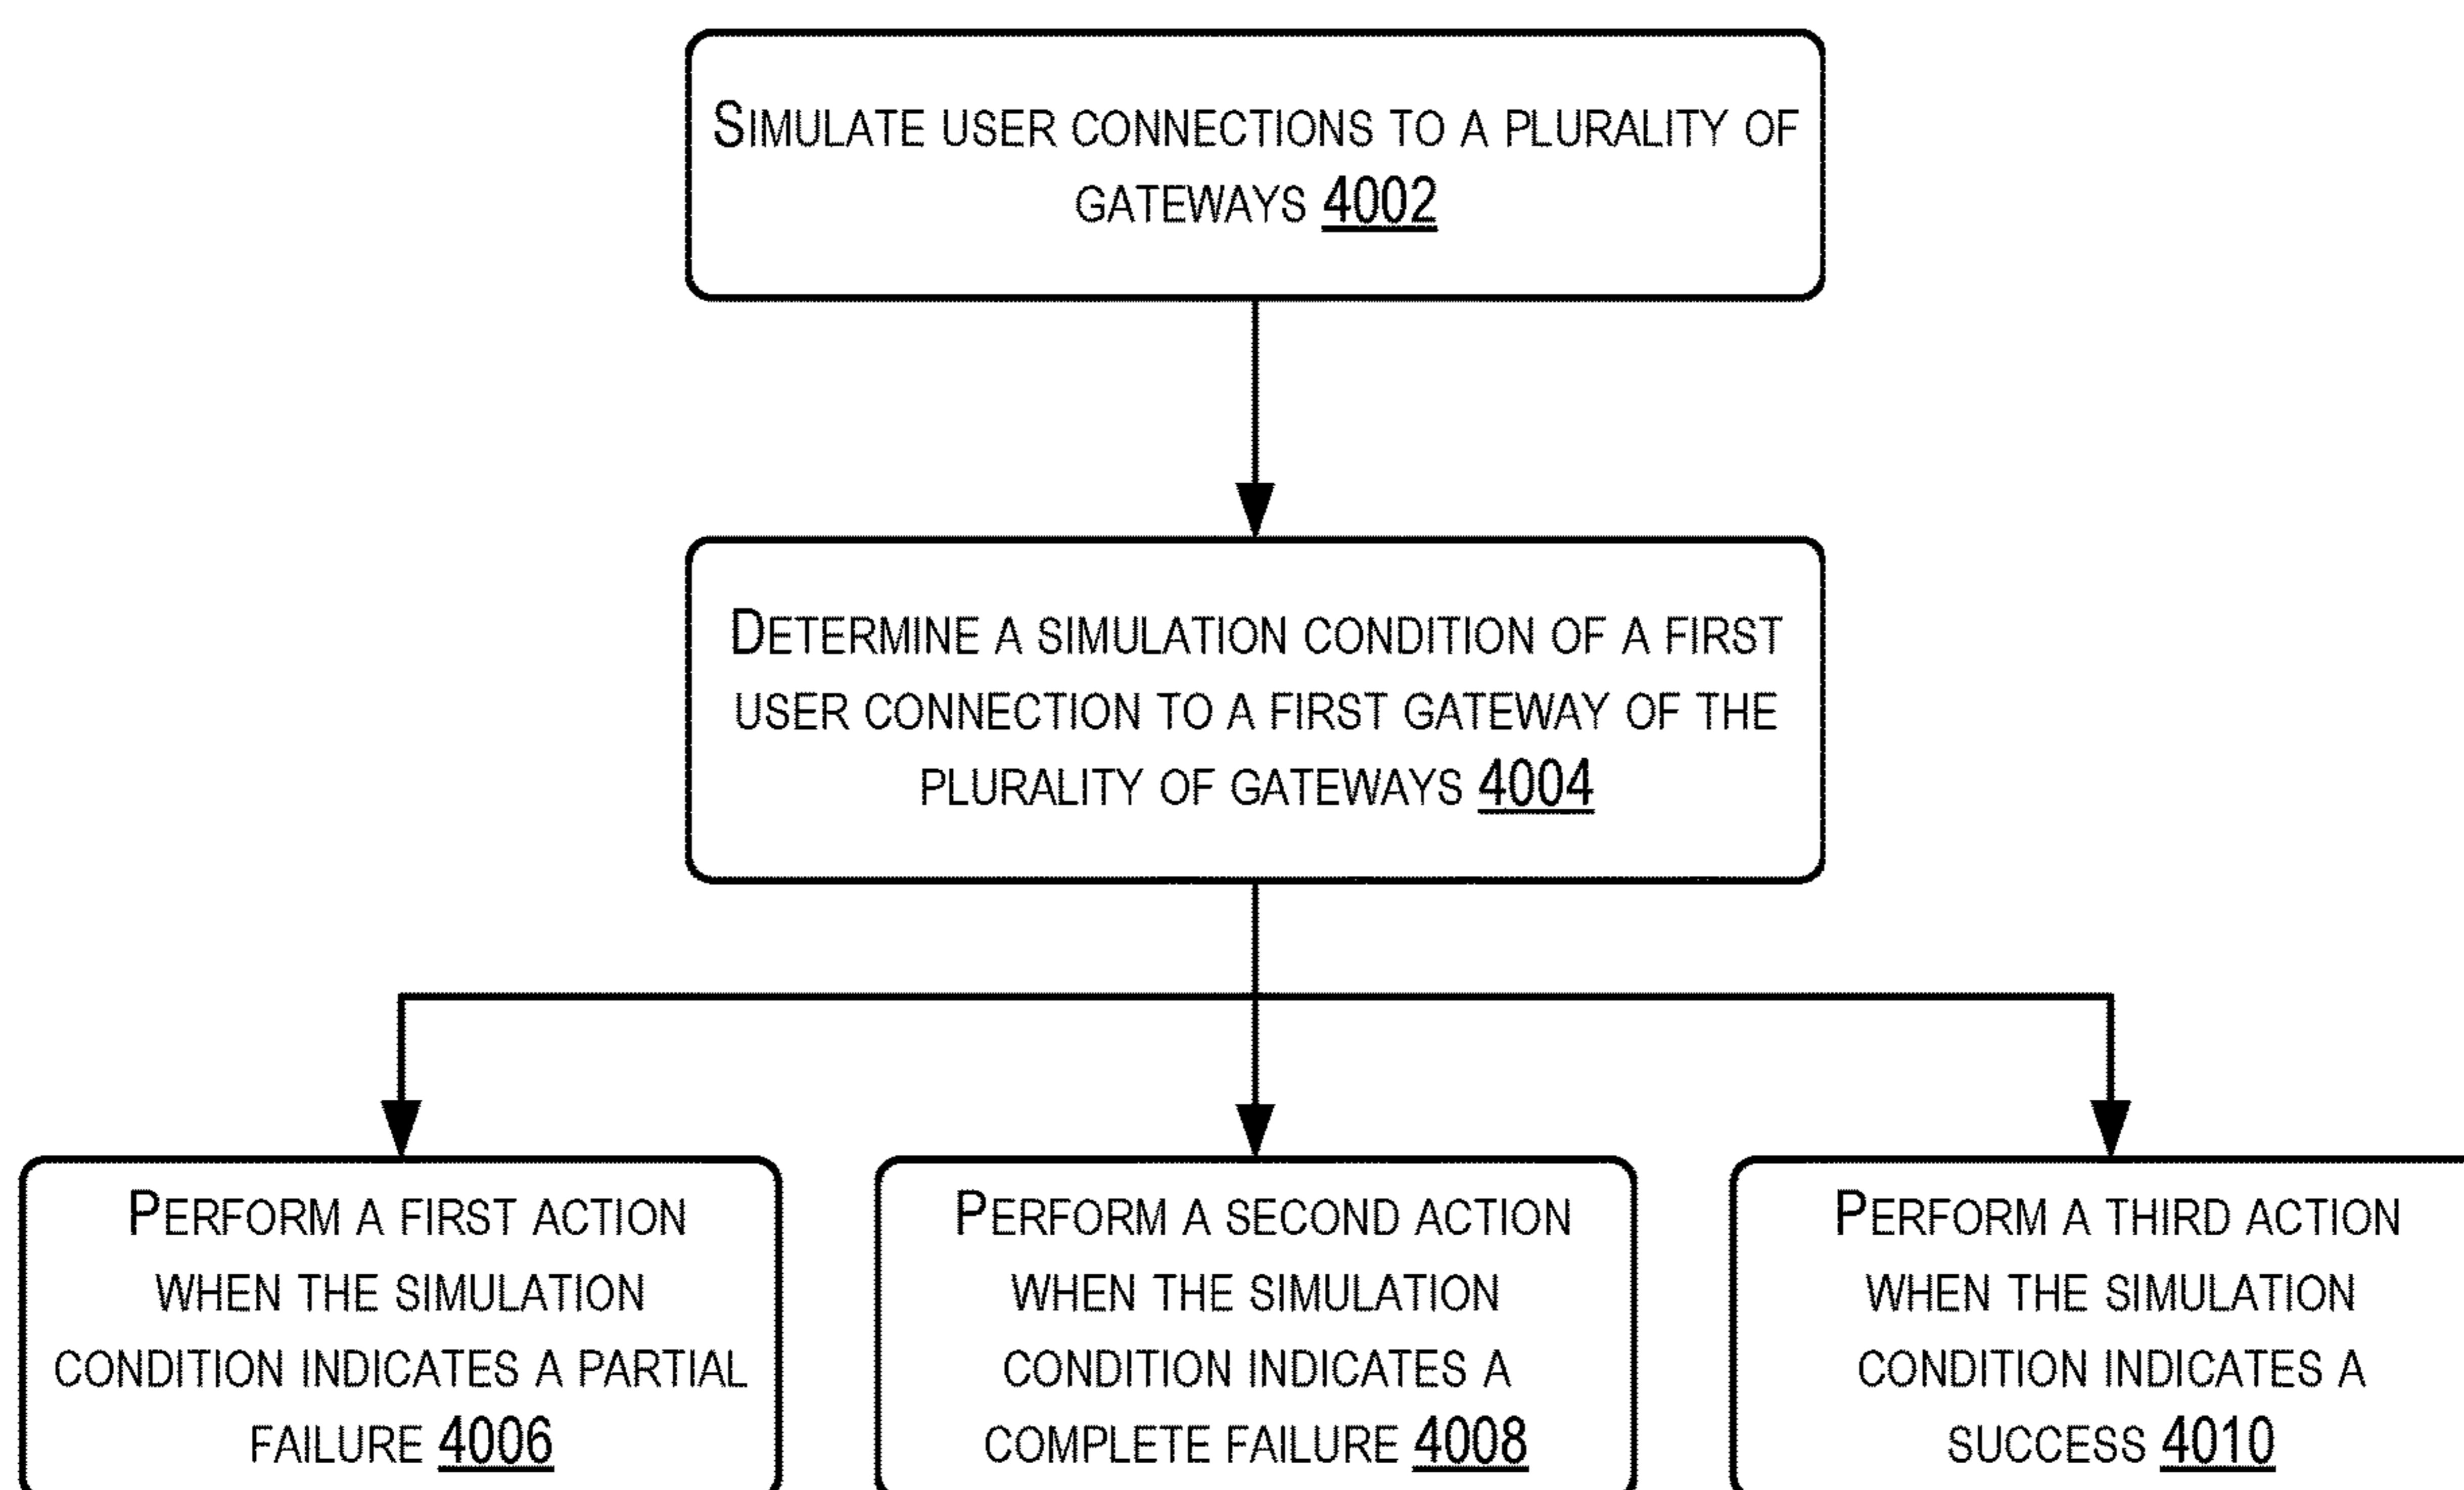 SIMULATE USER CONNECTIONS TO A PLURALITY OF
GATEWAYS 4002
DETERMINE A SIMULATION CONDITION OF A FIRST
USER CONNECTION TO A FIRST GATEWAY OF THE
PLURALITY OF GATEWAYS 4004
PERFORM A FIRST ACTION
WHEN THE SIMULATION
CONDITION INDICATES A PARTIAL
FAILURE 4006
PERFORM A SECOND ACTION
WHEN THE SIMULATION
CONDITION INDICATES A
COMPLETE FAILURE 4008
PERFORM A THIRD ACTION
WHEN THE SIMULATION
CONDITION INDICATES A
SUCCESS 4010